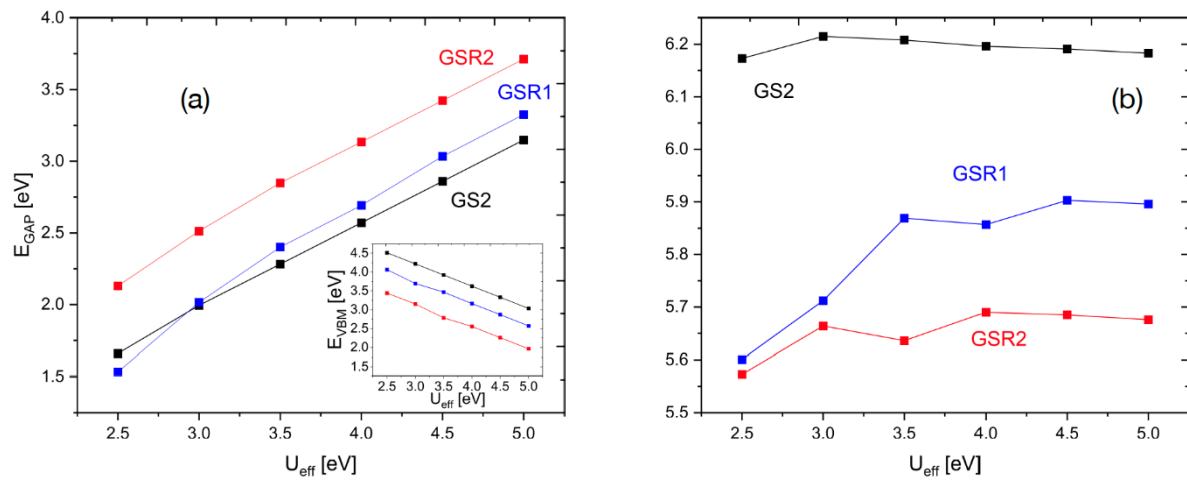 (a)
GSR2
GSR1
GS2
E_GAP [eV]
4.0
3.5
3.0
2.5
2.0
1.5
2.5 3.0 3.5 4.0 4.5 5.0
U_eff [eV]
E_VBM [eV]
4.5
4.0
3.5
3.0
2.5
2.0
1.5
2.5 3.0 3.5 4.0 4.5 5.0
U_eff [eV]
(b)
GS2
GSR1
GSR2
6.2
6.1
6.0
5.9
5.8
5.7
5.6
5.5
2.5 3.0 3.5 4.0 4.5 5.0
U_eff [eV]